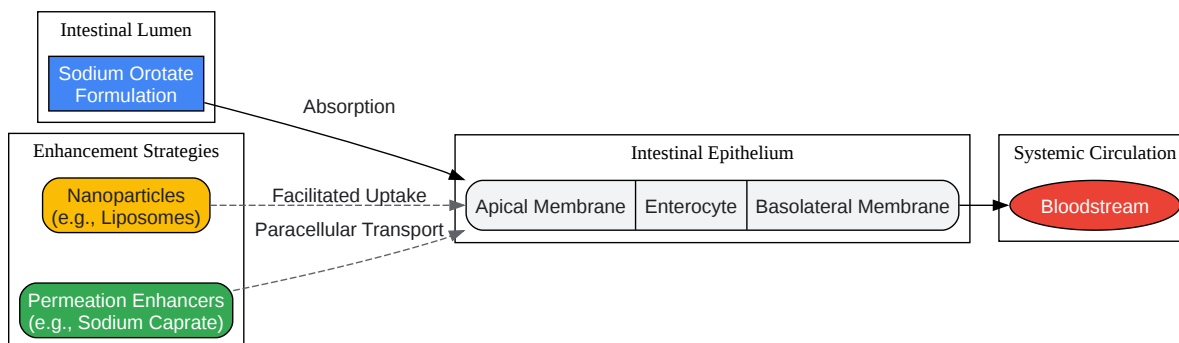 Intestinal Lumen
Sodium Orotate
Formulation
Absorption
Enhancement Strategies
Nanoparticles
(e.g., Liposomes)
Facilitated Uptake
Paracellular Transport
Permeation Enhancers
(e.g., Sodium Caprate)
Intestinal Epithelium
Apical Membrane
Enterocyte
Basolateral Membrane
Systemic Circulation
Bloodstream